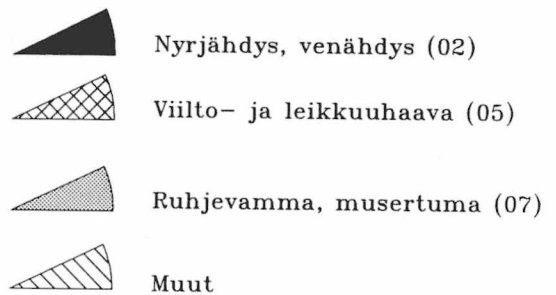 Nyrjähdys, venähdys (02)
Viilto- ja leikkuuhaava (05)
Ruhjevamma, musertuma (07)
Muut